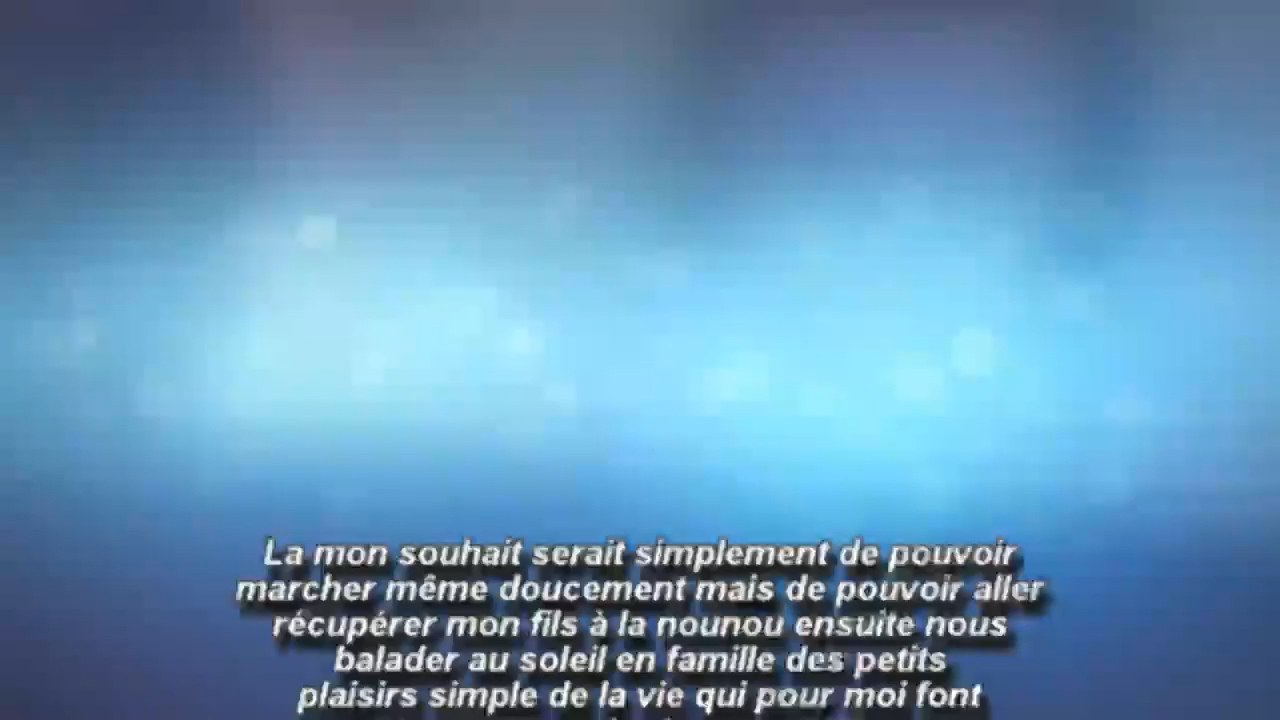 La mon souhait serait simplement de pouvoir
marcher même doucement mais de pouvoir aller
récupérer mon fils à la nounou ensuite nous
balader au soleil en famille des petits
plaisirs simple de la vie qui pour moi font